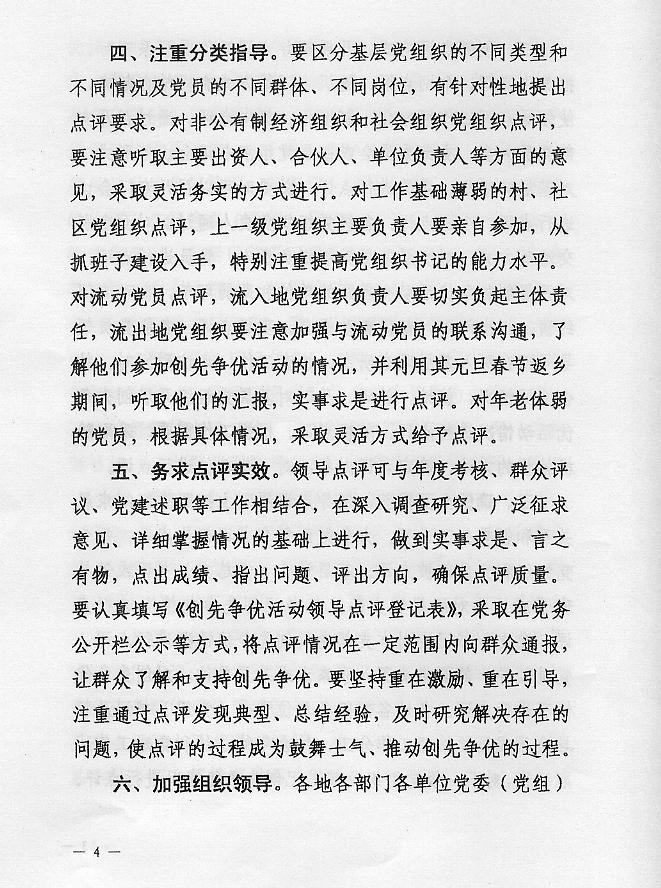 四、注重分类指导。要区分基层党组织的不同类型和
不同情况及党员的不同群体、不同岗位，有针对性地提出
点评要求。对非公有制经济组织和社会组织党组织点评，
要注意听取主要出资人、合伙人、单位负责人等方面的意
见，采取灵活务实的方式进行。对工作基础薄弱的村、社
区党组织点评，上一级党组织主要负责人要亲自参加，从
抓班子建设入手，特别注重提高党组织书记的能力水平。
对流动党员点评，流入地党组织负责人要切实负起主体责
任，流出地党组织要注意加强与流动党员的联系沟通，了
解他们参加创先争优活动的情况，并利用其元旦春节返乡
期间，听取他们的汇报，实事求是进行点评。对年老体弱
的党员，根据具体情况，采取灵活方式给予点评。
五、务求点评实效。领导点评可与年度考核、群众评
议、党建述职等工作相结合，在深入调查研究、广泛征求
意见、详细掌握情况的基础上进行，做到实事求是、言之
有物，点出成绩、指出问题、评出方向，确保点评质量。
要认真填写《创先争优活动领导点评登记表》，采取在党务
公开栏公示等方式，将点评情况在一定范围内向群众通报，
让群众了解和支持创先争优。要坚持重在激励、重在引导，
注重通过点评发现典型、总结经验，及时研究解决存在的
问题，使点评的过程成为鼓舞士气、推动创先争优的过程。
六、加强组织领导。各地各部门各单位党委（党组）
— 4 —